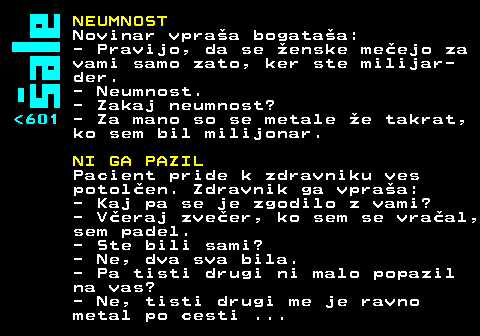 šale
<601
NEUMNOST
Novinar vpraša bogataša:
- Pravijo, da se ženske mečejo za
vami samo zato, ker ste milijar-
der.
- Neumnost.
- Zakaj neumnost?
- Za mano so se metale že takrat,
ko sem bil milijonar.
NI GA PAZIL
Pacient pride k zdravniku ves
potolčen. Zdravnik ga vpraša:
- Kaj pa se je zgodilo z vami?
- Včeraj zvečer, ko sem se vračal,
sem padel.
- Ste bili sami?
- Ne, dva sva bila.
- Pa tisti drugi ni malo popazil
na vas?
- Ne, tisti drugi me je ravno
metal po cesti ...